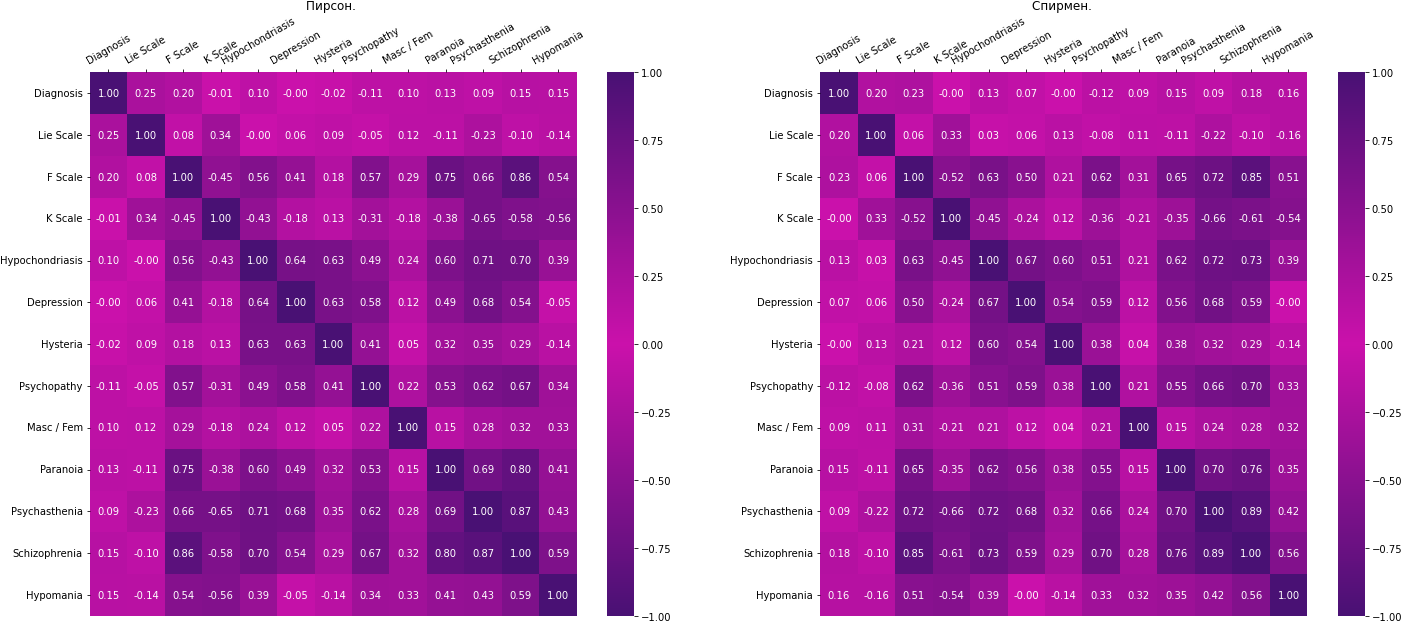 Пирсон.
Diagnosis Lie Scale F Scale K Scale Hypochondriasis Depression Hysteria Psychopathy Masc / Fem Paranoia Psychasthenia Schizophrenia Hypomania
Diagnosis 1.00 0.25 0.20 -0.01 0.10 -0.00 -0.02 -0.11 0.10 0.13 0.09 0.15 0.15
Lie Scale 0.25 1.00 0.08 0.34 -0.00 0.06 0.09 -0.05 0.12 -0.11 -0.23 -0.10 -0.14
F Scale 0.20 0.08 1.00 -0.45 0.56 0.41 0.18 0.57 0.29 0.75 0.66 0.86 0.54
K Scale -0.01 0.34 -0.45 1.00 -0.43 -0.18 0.13 -0.31 -0.18 -0.38 -0.65 -0.58 -0.56
Hypochondriasis 0.10 -0.00 0.56 -0.43 1.00 0.64 0.63 0.49 0.24 0.60 0.71 0.70 0.39
Depression -0.00 0.06 0.41 -0.18 0.64 1.00 0.63 0.58 0.12 0.49 0.68 0.54 -0.05
Hysteria -0.02 0.09 0.18 0.13 0.63 0.63 1.00 0.41 0.05 0.32 0.35 0.29 -0.14
Psychopathy -0.11 -0.05 0.57 -0.31 0.49 0.58 0.41 1.00 0.22 0.53 0.62 0.67 0.34
Masc / Fem 0.10 0.12 0.29 -0.18 0.24 0.12 0.05 0.22 1.00 0.15 0.28 0.32 0.33
Paranoia 0.13 -0.11 0.75 -0.38 0.60 0.49 0.32 0.53 0.15 1.00 0.69 0.80 0.41
Psychasthenia 0.09 -0.23 0.66 -0.65 0.71 0.68 0.35 0.62 0.28 0.69 1.00 0.87 0.43
Schizophrenia 0.15 -0.10 0.86 -0.58 0.70 0.54 0.29 0.67 0.32 0.80 0.87 1.00 0.59
Hypomania 0.15 -0.14 0.54 -0.56 0.39 -0.05 -0.14 0.34 0.33 0.41 0.43 0.59 1.00
1.00
0.75
0.50
0.25
0.00
−0.25
−0.50
−0.75
−1.00
Спирмен.
Diagnosis Lie Scale F Scale K Scale Hypochondriasis Depression Hysteria Psychopathy Masc / Fem Paranoia Psychasthenia Schizophrenia Hypomania
Diagnosis 1.00 0.20 0.23 -0.00 0.13 0.07 -0.00 -0.12 0.09 0.15 0.09 0.18 0.16
Lie Scale 0.20 1.00 0.06 0.33 0.03 0.06 0.13 -0.08 0.11 -0.11 -0.22 -0.10 -0.16
F Scale 0.23 0.06 1.00 -0.52 0.63 0.50 0.21 0.62 0.31 0.65 0.72 0.85 0.51
K Scale -0.00 0.33 -0.52 1.00 -0.45 -0.24 0.12 -0.36 -0.21 -0.35 -0.66 -0.61 -0.54
Hypochondriasis 0.13 0.03 0.63 -0.45 1.00 0.67 0.60 0.51 0.21 0.62 0.72 0.73 0.39
Depression 0.07 0.06 0.50 -0.24 0.67 1.00 0.54 0.59 0.12 0.56 0.68 0.59 -0.00
Hysteria -0.00 0.13 0.21 0.12 0.60 0.54 1.00 0.38 0.04 0.38 0.32 0.29 -0.14
Psychopathy -0.12 -0.08 0.62 -0.36 0.51 0.59 0.38 1.00 0.21 0.55 0.66 0.70 0.33
Masc / Fem 0.09 0.11 0.31 -0.21 0.21 0.12 0.04 0.21 1.00 0.15 0.24 0.28 0.32
Paranoia 0.15 -0.11 0.65 -0.35 0.62 0.56 0.38 0.55 0.15 1.00 0.70 0.76 0.35
Psychasthenia 0.09 -0.22 0.72 -0.66 0.72 0.68 0.32 0.66 0.24 0.70 1.00 0.89 0.42
Schizophrenia 0.18 -0.10 0.85 -0.61 0.73 0.59 0.29 0.70 0.28 0.76 0.89 1.00 0.56
Hypomania 0.16 -0.16 0.51 -0.54 0.39 -0.00 -0.14 0.33 0.32 0.35 0.42 0.56 1.00
1.00
0.75
0.50
0.25
0.00
−0.25
−0.50
−0.75
−1.00